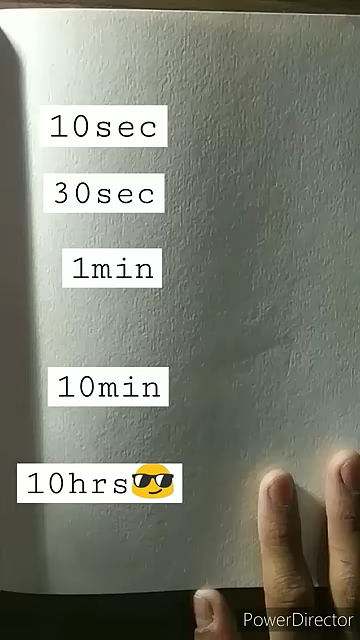 10sec
30sec
1min
10min
10hrs😎
PowerDirector